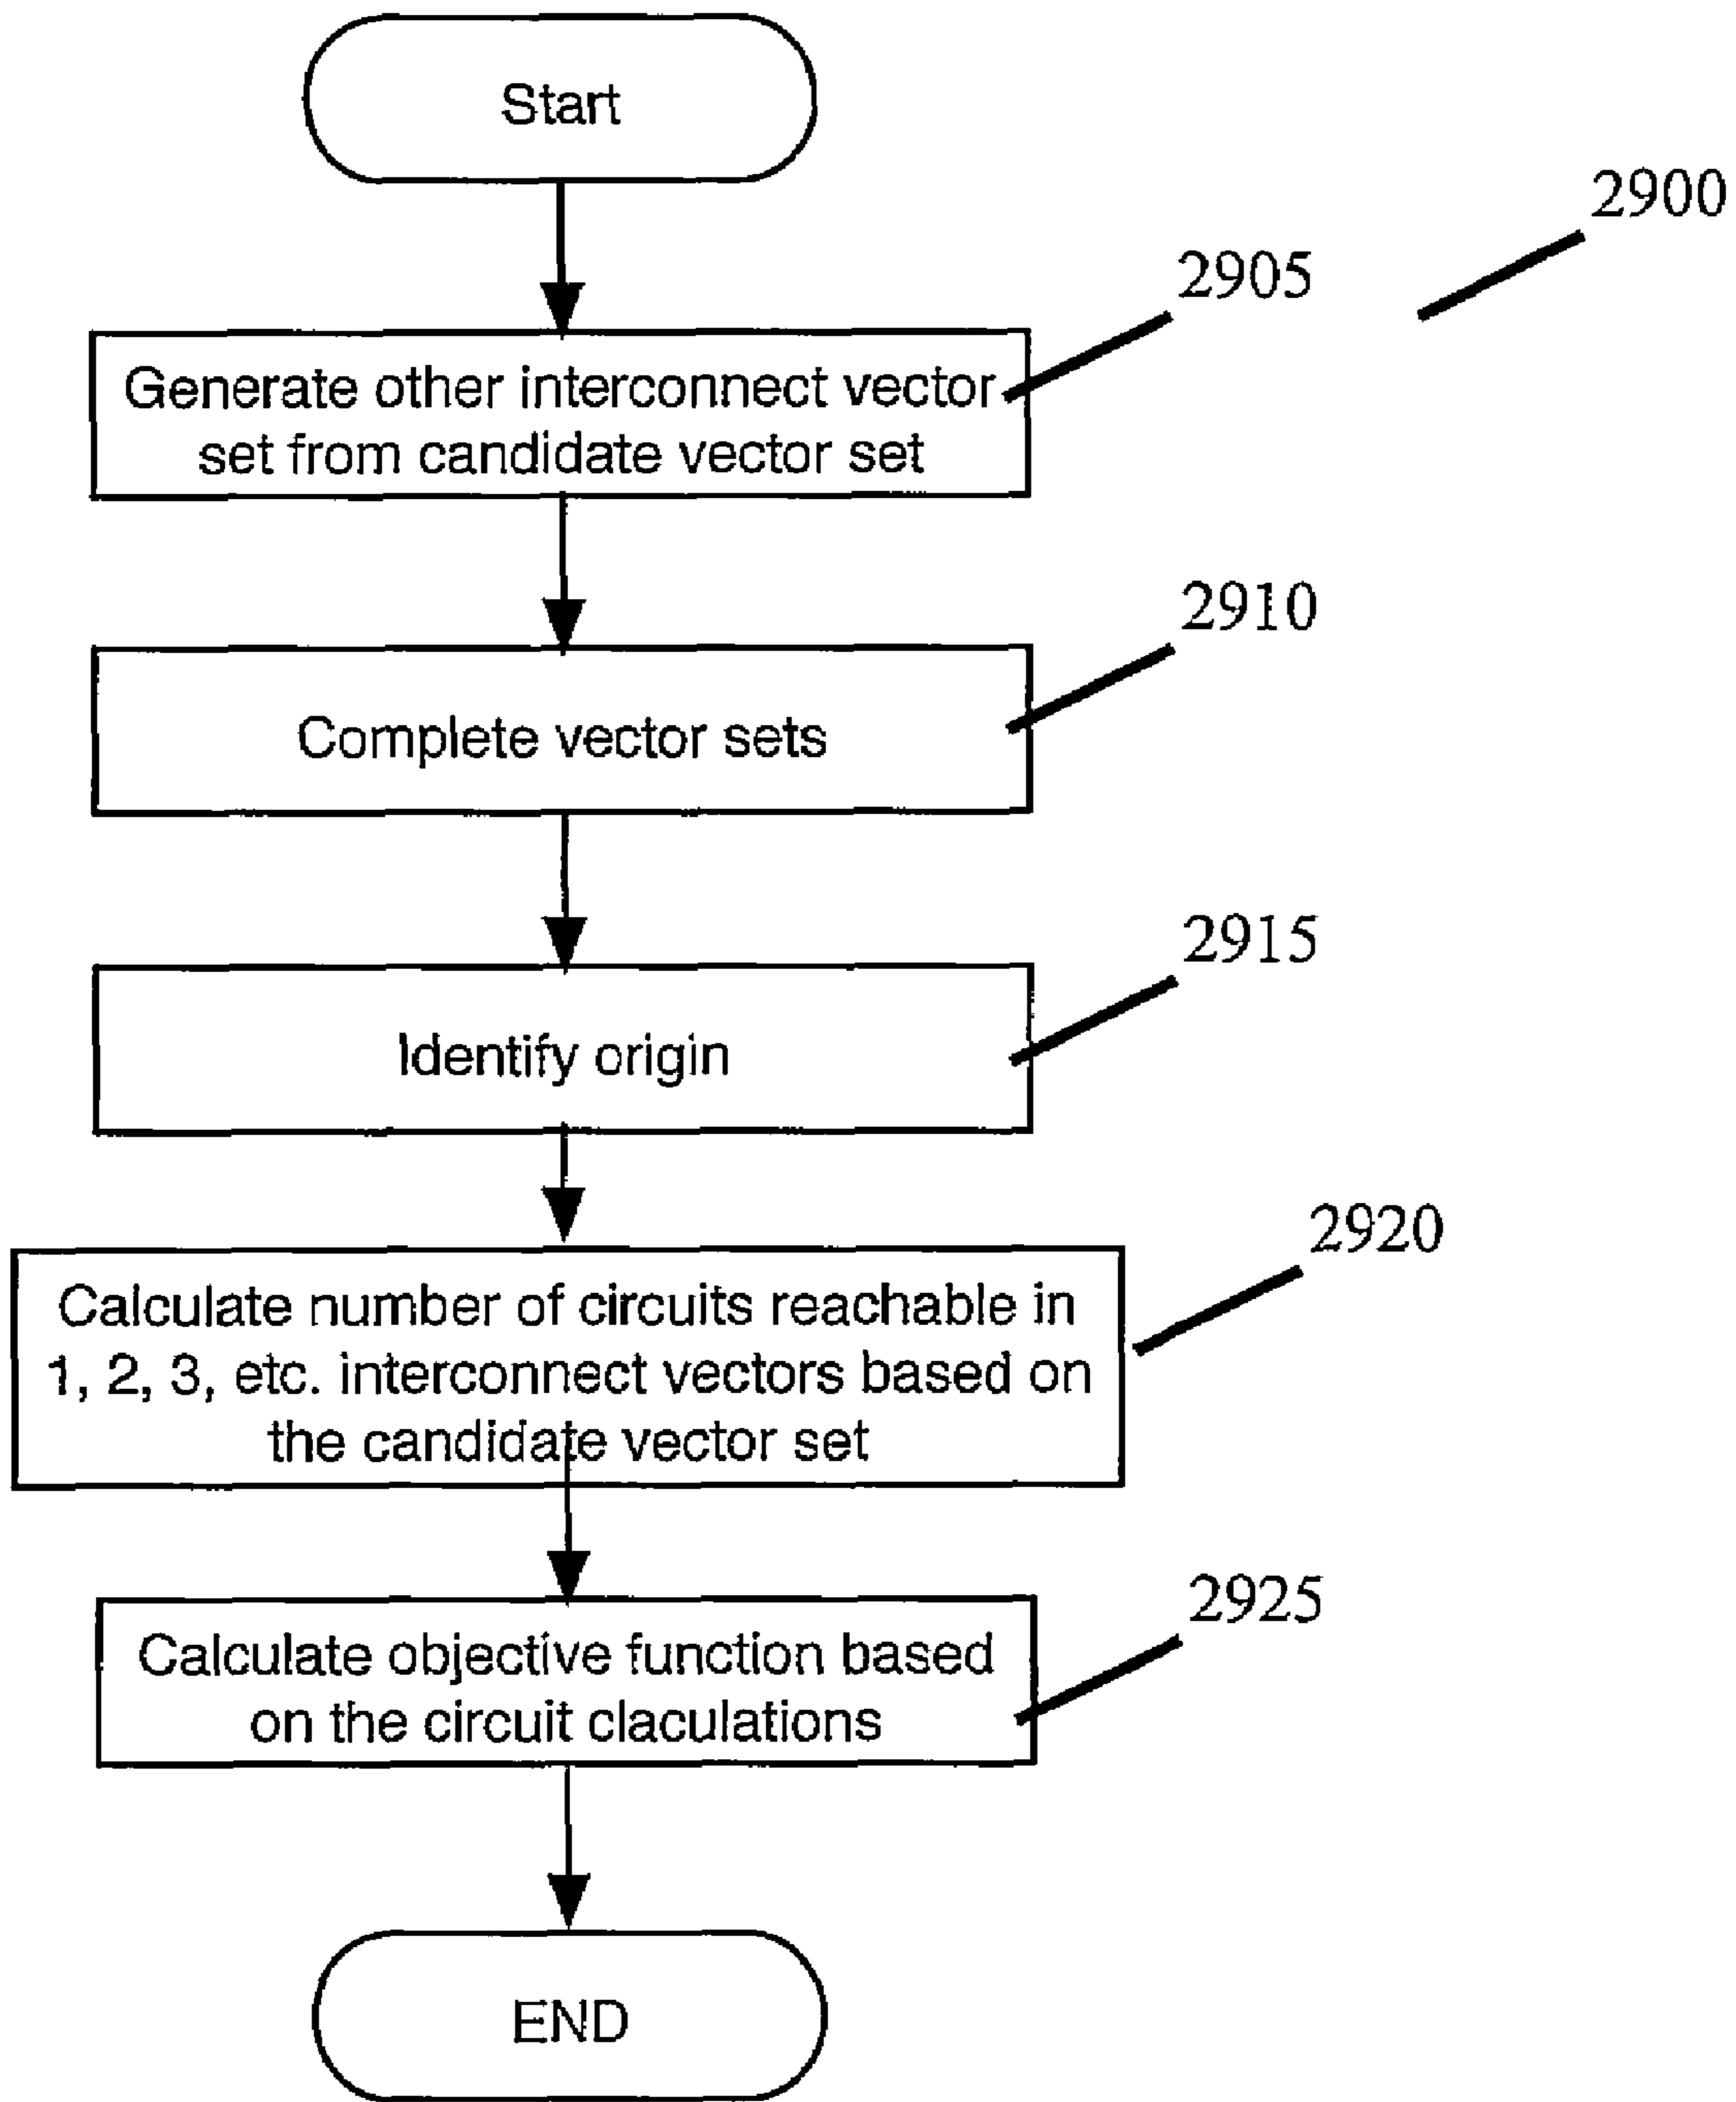 Start
2900
2905
Generate other interconnect vector
set from candidate vector set
2910
Complete vector sets
2915
Identify origin
2920
Calculate number of circuits reachable in
1, 2, 3, etc. interconnect vectors based on
the candidate vector set
2925
Calculate objective function based
on the circuit claculations
END